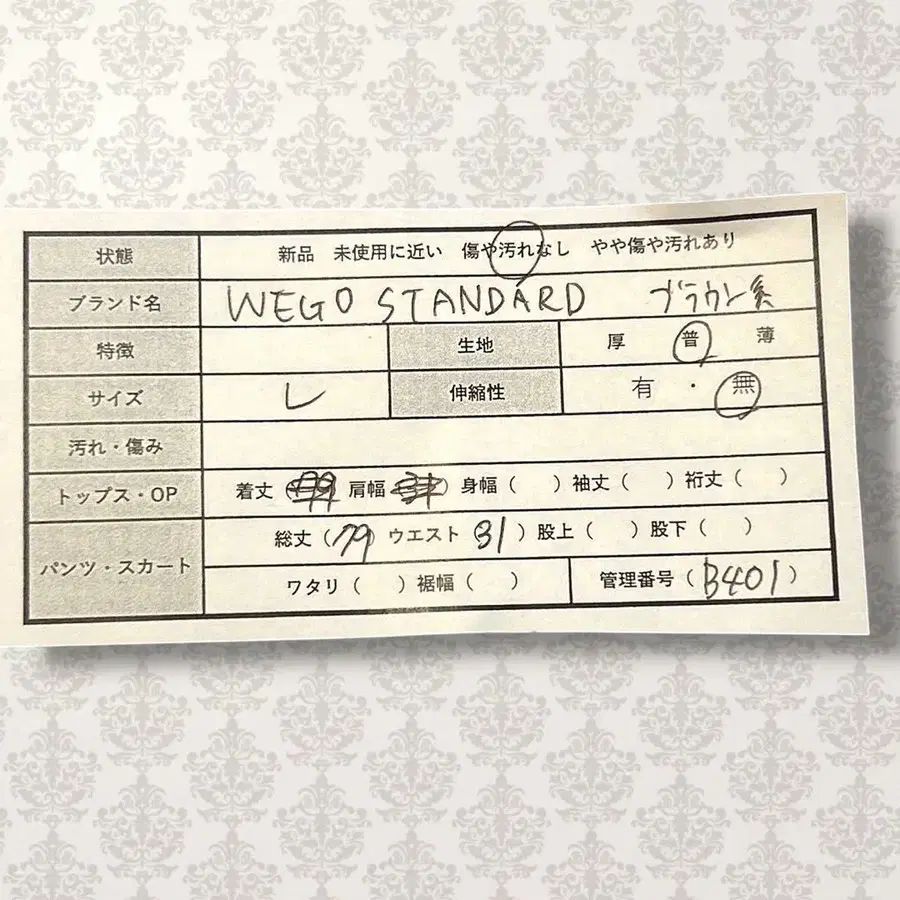 状態 新品 未使用に近い 傷や汚れなし やや傷や汚れあり
ブランド名 WEGO STANDARD ブラウン系
特徴 生地 厚 普 薄
サイズ L 伸縮性 有 ・ 無
汚れ・傷み
トップス・OP 着丈 肩幅 身幅 ( ) 袖丈 ( ) 裄丈 ( )
パンツ・スカート 総丈 (79) ウエスト 31 ) 股上 ( ) 股下 ( )
ワタリ ( ) 裾幅 ( ) 管理番号 (B401)